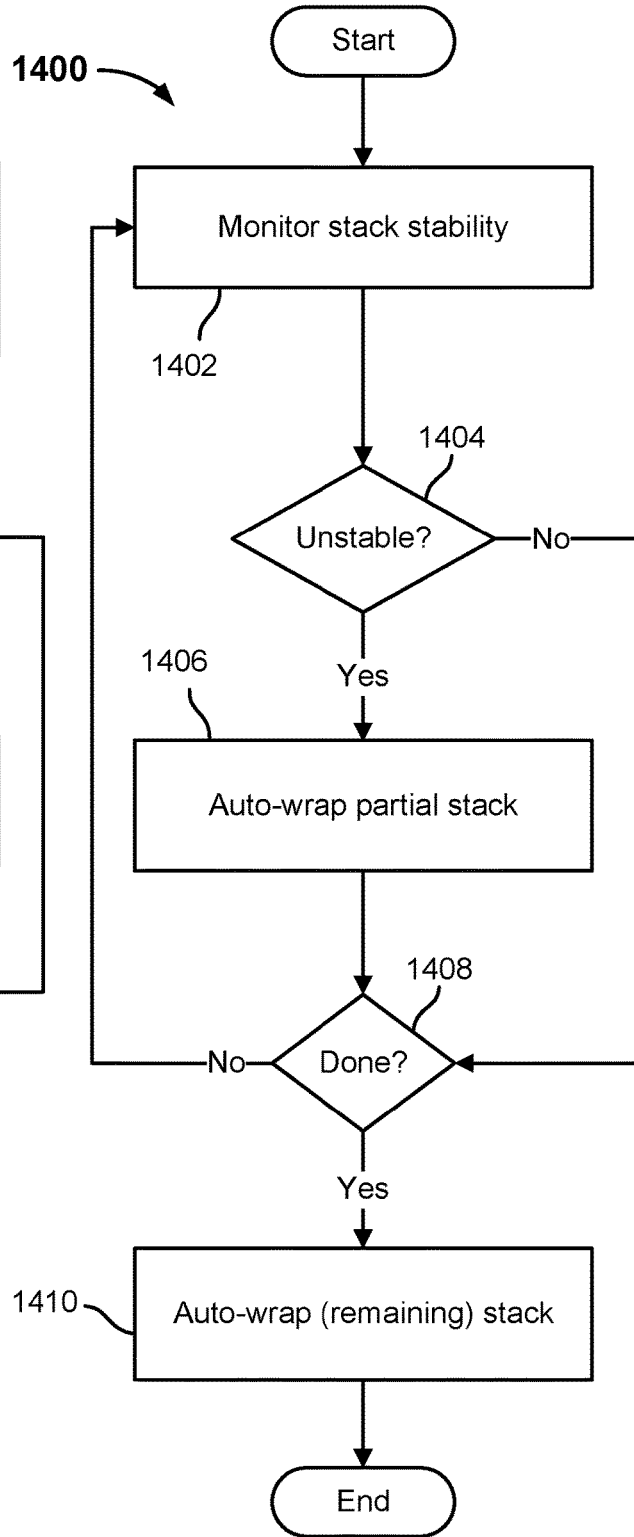 Start
1400
Monitor stack stability
1402
1404
Unstable?
No
1406
Yes
Auto-wrap partial stack
1408
No
Done?
Yes
1410
Auto-wrap (remaining) stack
End